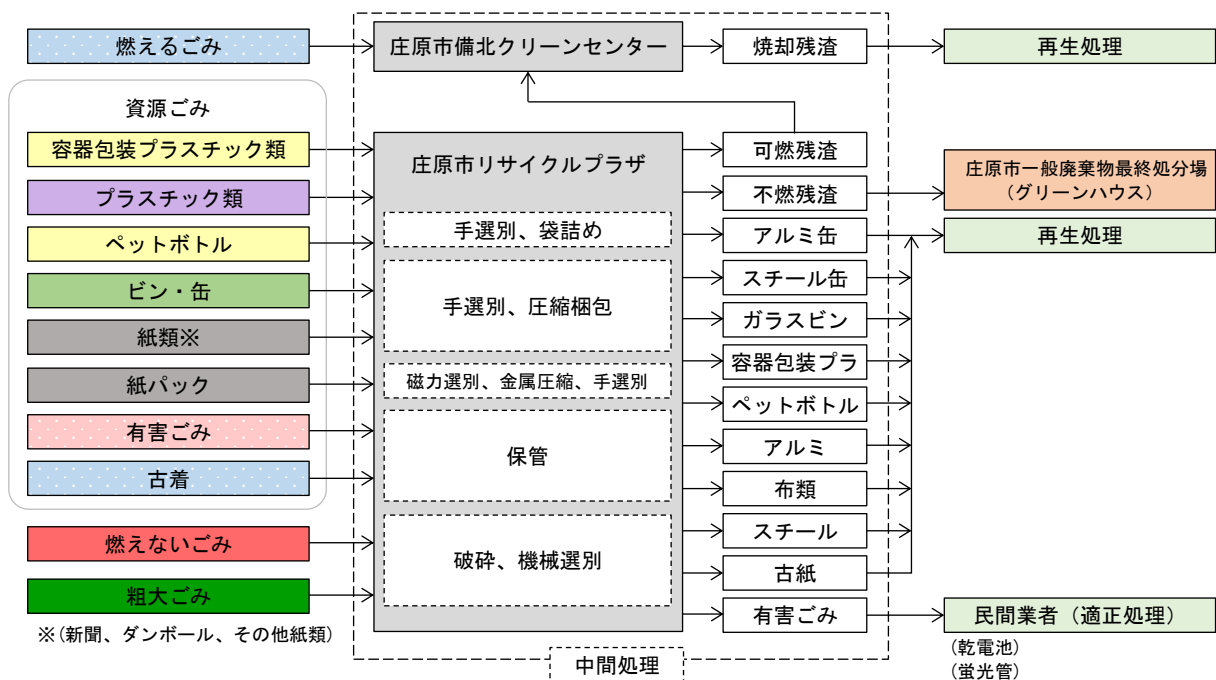 燃えるごみ
庄原市備北クリーンセンター
焼却残渣
再生処理
資源ごみ
容器包装プラスチック類
プラスチック類
ペットボトル
ビン・缶
紙類※
紙パック
有害ごみ
古着
燃えないごみ
粗大ごみ
※(新聞、ダンボール、その他紙類)
庄原市リサイクルプラザ
手選別、袋詰め
手選別、圧縮梱包
磁力選別、金属圧縮、手選別
保管
破砕、機械選別
中間処理
可燃残渣
不燃残渣
アルミ缶
スチール缶
ガラスビン
容器包装プラ
ペットボトル
アルミ
布類
スチール
古紙
有害ごみ
庄原市一般廃棄物最終処分場
(グリーンハウス)
再生処理
民間業者(適正処理)
(乾電池)
(蛍光管)